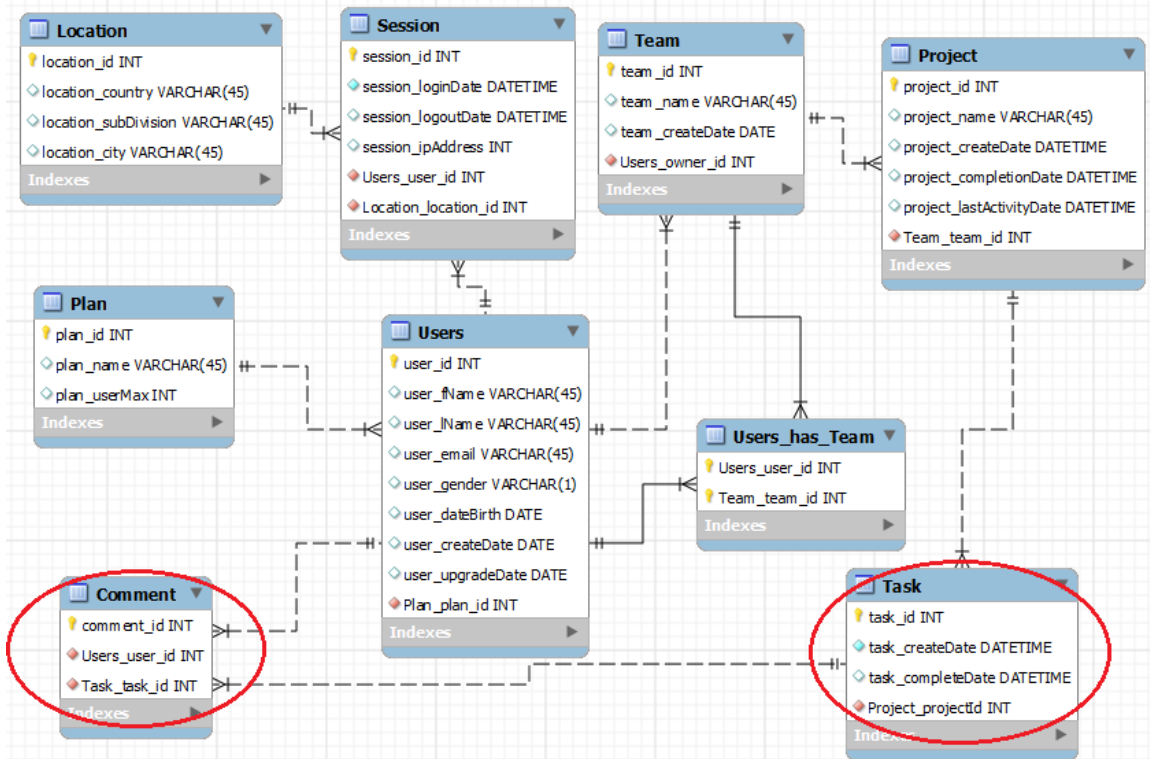 Location
location_id INT
location_country VARCHAR(45)
location_subDivision VARCHAR(45)
location_city VARCHAR(45)
Indexes
Session
session_id INT
session_loginDate DATETIME
session_logoutDate DATETIME
session_ipAddress INT
Users_user_id INT
Location_location_id INT
Indexes
Team
team_id INT
team_name VARCHAR(45)
team_createDate DATE
Users_owner_id INT
Indexes
Project
project_id INT
project_name VARCHAR(45)
project_createDate DATETIME
project_completionDate DATETIME
project_lastActivityDate DATETIME
Team_team_id INT
Indexes
Plan
plan_id INT
plan_name VARCHAR(45)
plan_userMax INT
Indexes
Users
user_id INT
user_fName VARCHAR(45)
user_lName VARCHAR(45)
user_email VARCHAR(45)
user_gender VARCHAR(1)
user_dateBirth DATE
user_createDate DATE
user_upgradeDate DATE
Plan_plan_id INT
Indexes
Users_has_Team
Users_user_id INT
Team_team_id INT
Indexes
Comment
comment_id INT
Users_user_id INT
Task_task_id INT
Indexes
Task
task_id INT
task_createDate DATETIME
task_completeDate DATETIME
Project_projectId INT
Indexes